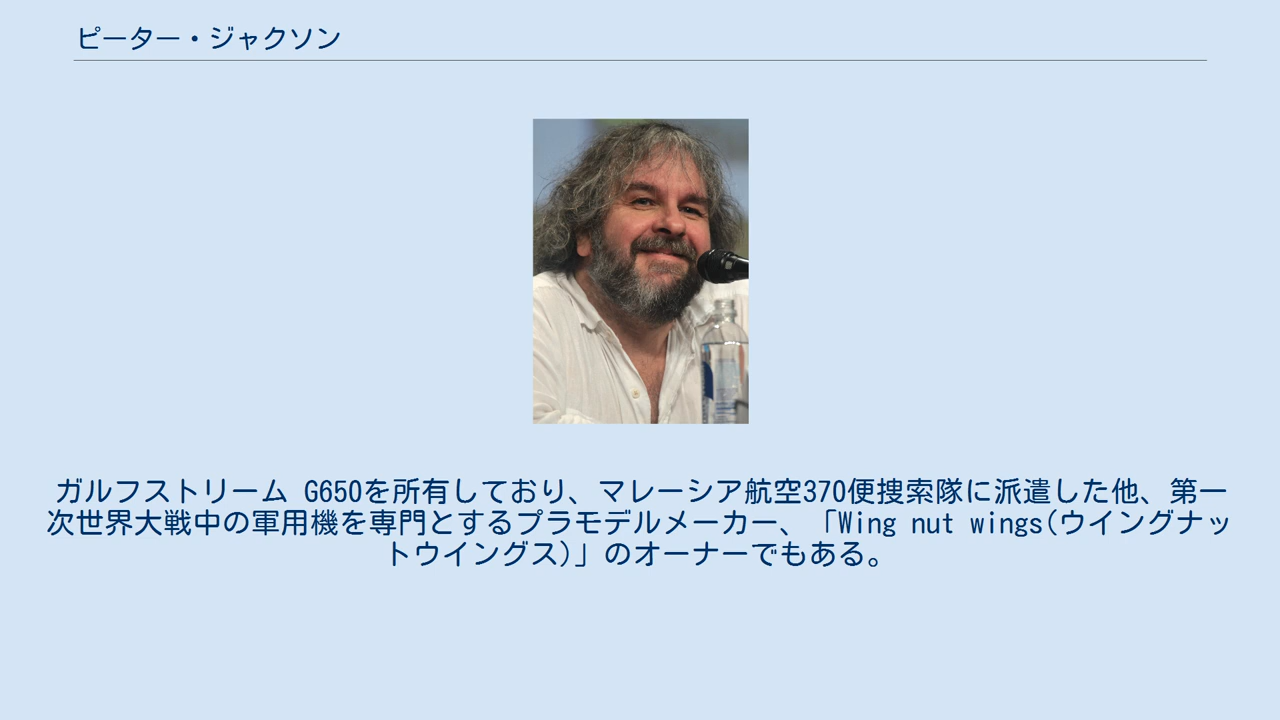 ピーター・ジャクソン
ガルフストリーム G650を所有しており、マレーシア航空370便捜索隊に派遣した他、第一
次世界大戦中の軍用機を専門とするプラモデルメーカー、「Wing nut wings(ウイングナッ
トウイングス)」のオーナーでもある。